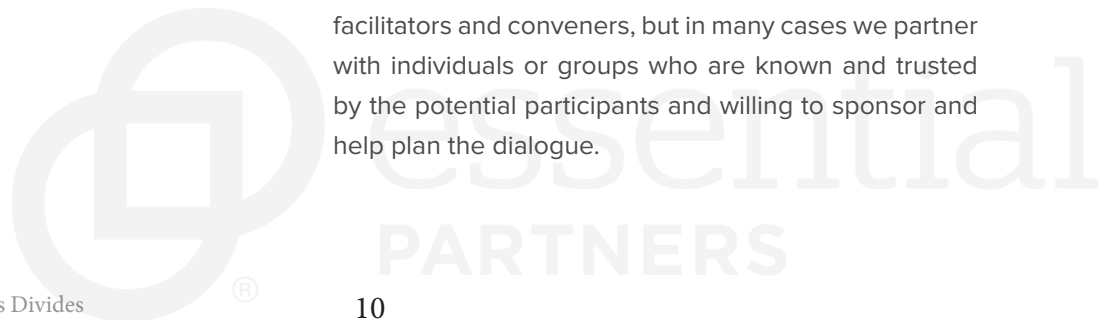 facilitators and conveners, but in many cases we partner
with individuals or groups who are known and trusted
by the potential participants and willing to sponsor and
help plan the dialogue.
essential
PARTNERS
®
s Divides
10